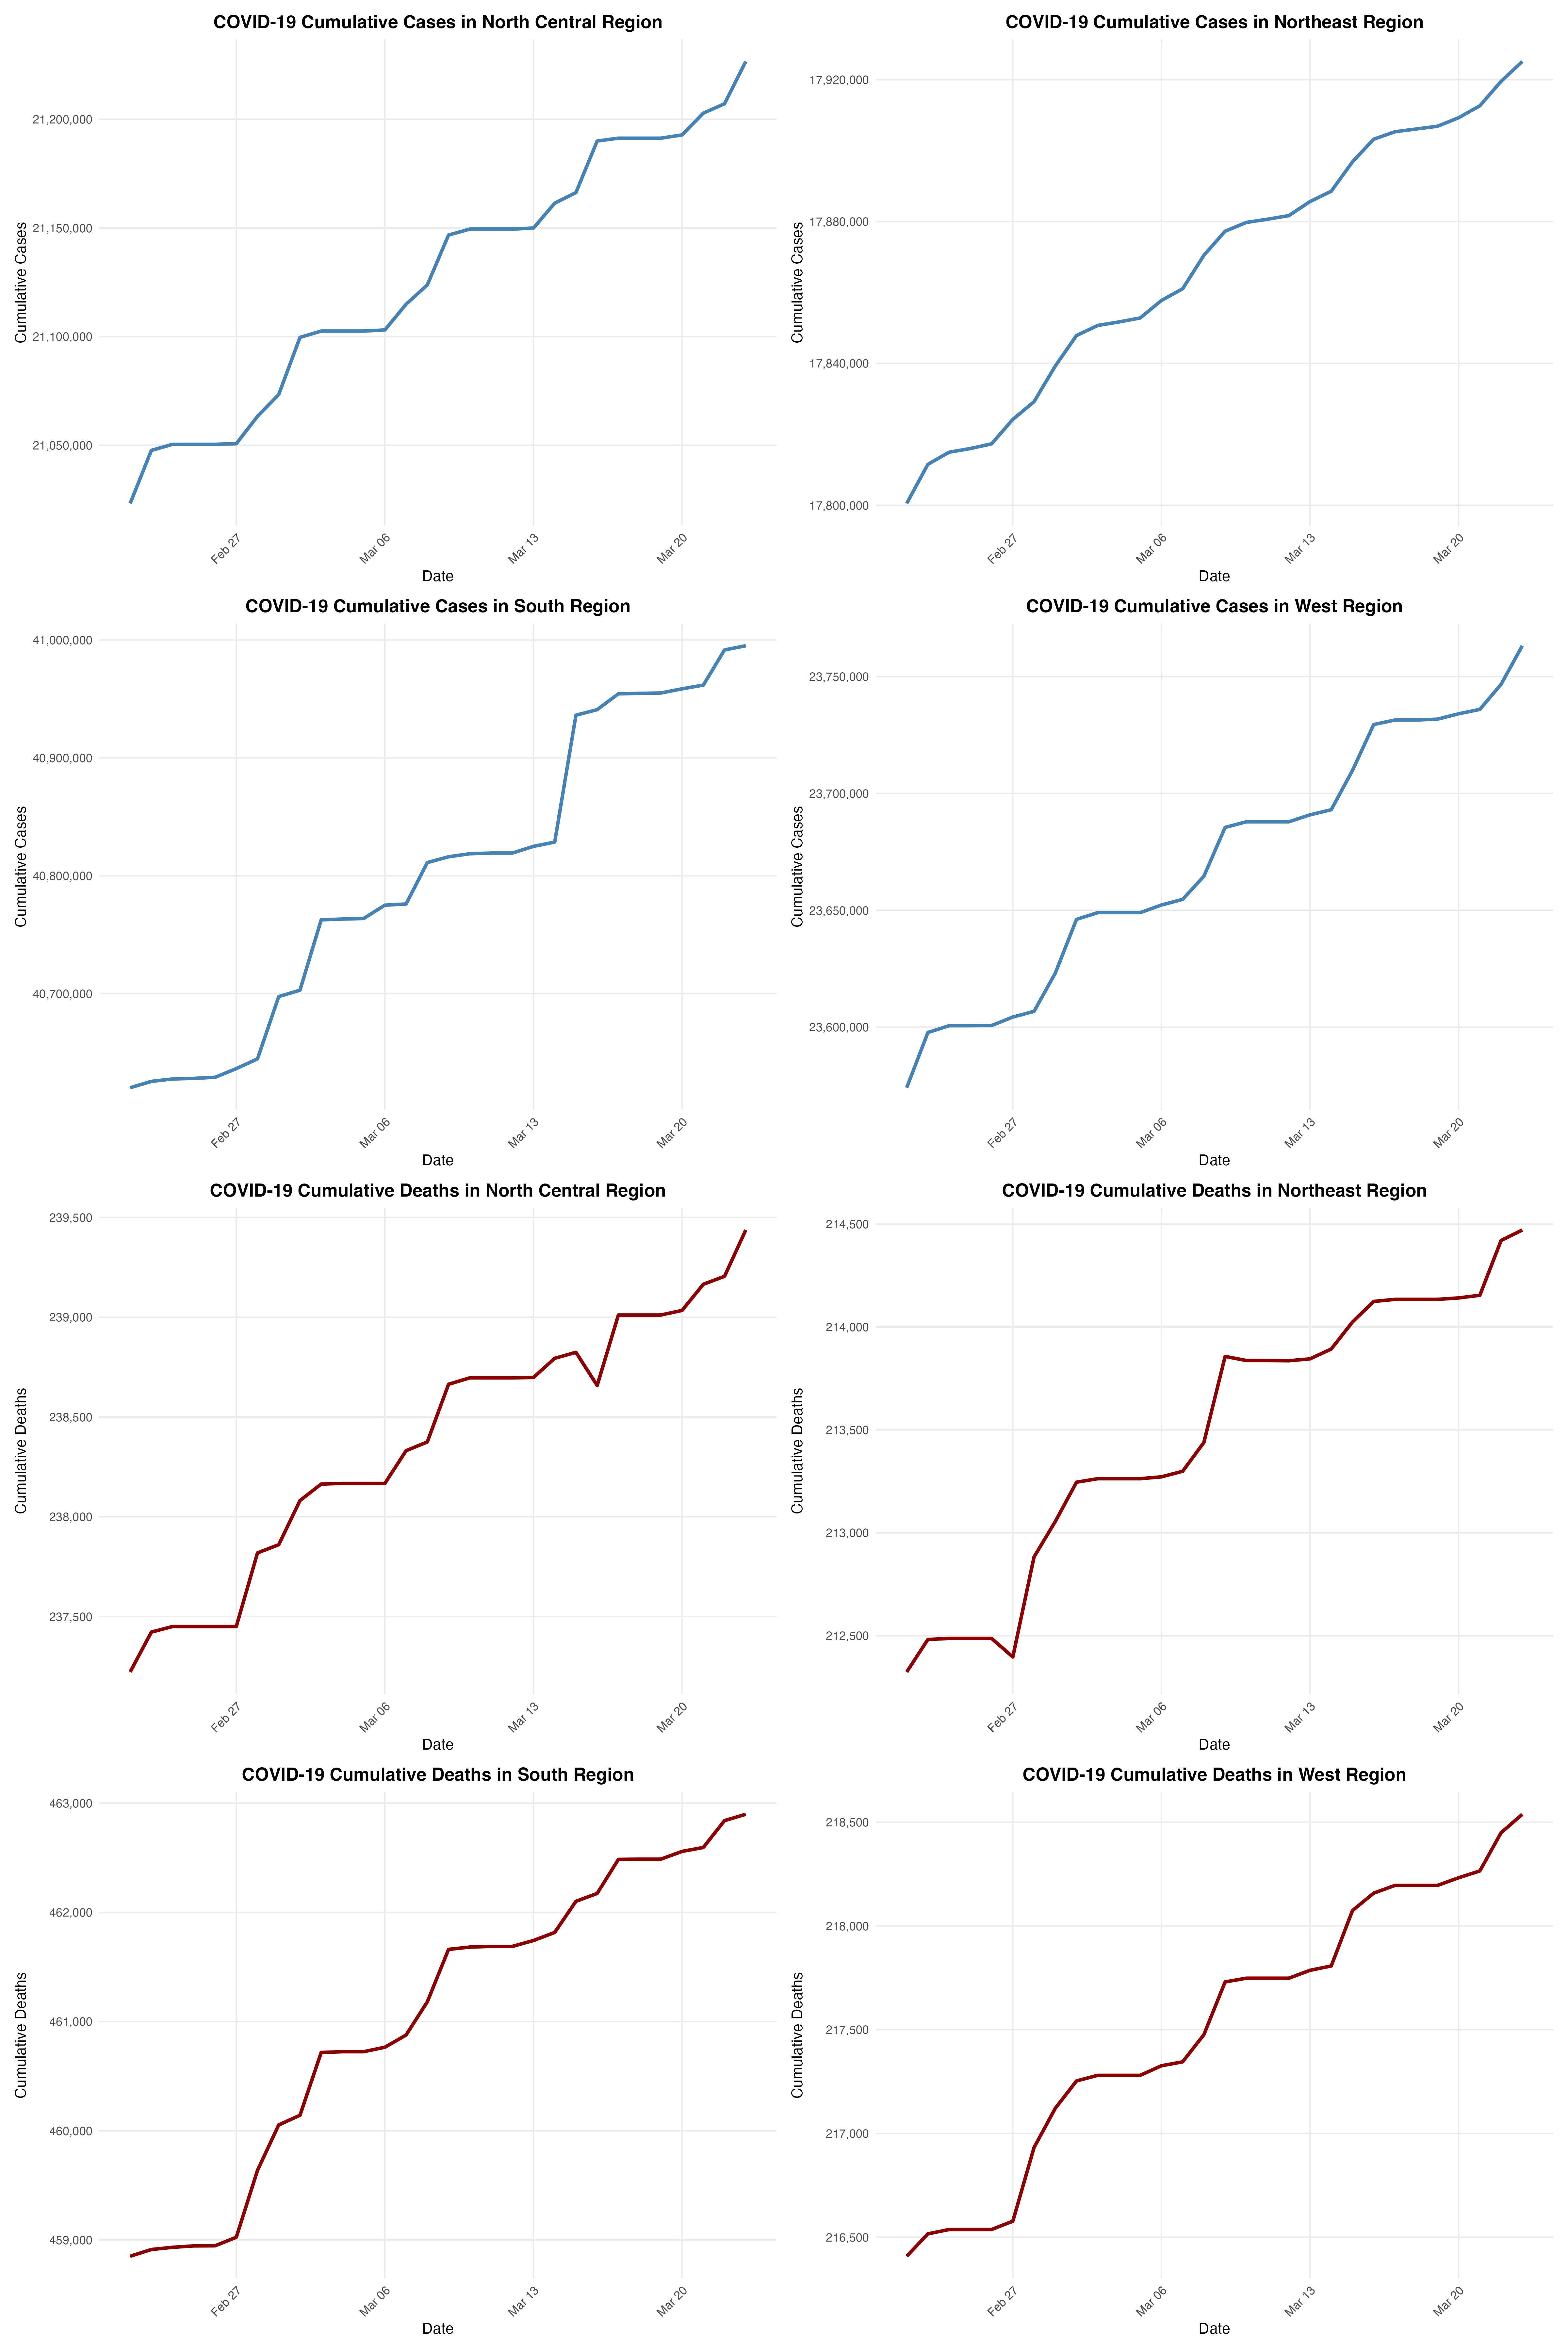 COVID-19 Cumulative Cases in North Central Region
Cumulative Cases
21,200,000
21,150,000
21,100,000
21,050,000
Feb 27
Mar 06
Mar 13
Mar 20
Date
COVID-19 Cumulative Cases in Northeast Region
Cumulative Cases
17,920,000
17,880,000
17,840,000
17,800,000
Feb 27
Mar 06
Mar 13
Mar 20
Date
COVID-19 Cumulative Cases in South Region
Cumulative Cases
41,000,000
40,900,000
40,800,000
40,700,000
Feb 27
Mar 06
Mar 13
Mar 20
Date
COVID-19 Cumulative Cases in West Region
Cumulative Cases
23,750,000
23,700,000
23,650,000
23,600,000
Feb 27
Mar 06
Mar 13
Mar 20
Date
COVID-19 Cumulative Deaths in North Central Region
Cumulative Deaths
239,500
239,000
238,500
238,000
237,500
Feb 27
Mar 06
Mar 13
Mar 20
Date
COVID-19 Cumulative Deaths in Northeast Region
Cumulative Deaths
214,500
214,000
213,500
213,000
212,500
Feb 27
Mar 06
Mar 13
Mar 20
Date
COVID-19 Cumulative Deaths in South Region
Cumulative Deaths
463,000
462,000
461,000
460,000
459,000
Feb 27
Mar 06
Mar 13
Mar 20
Date
COVID-19 Cumulative Deaths in West Region
Cumulative Deaths
218,500
218,000
217,500
217,000
216,500
Feb 27
Mar 06
Mar 13
Mar 20
Date